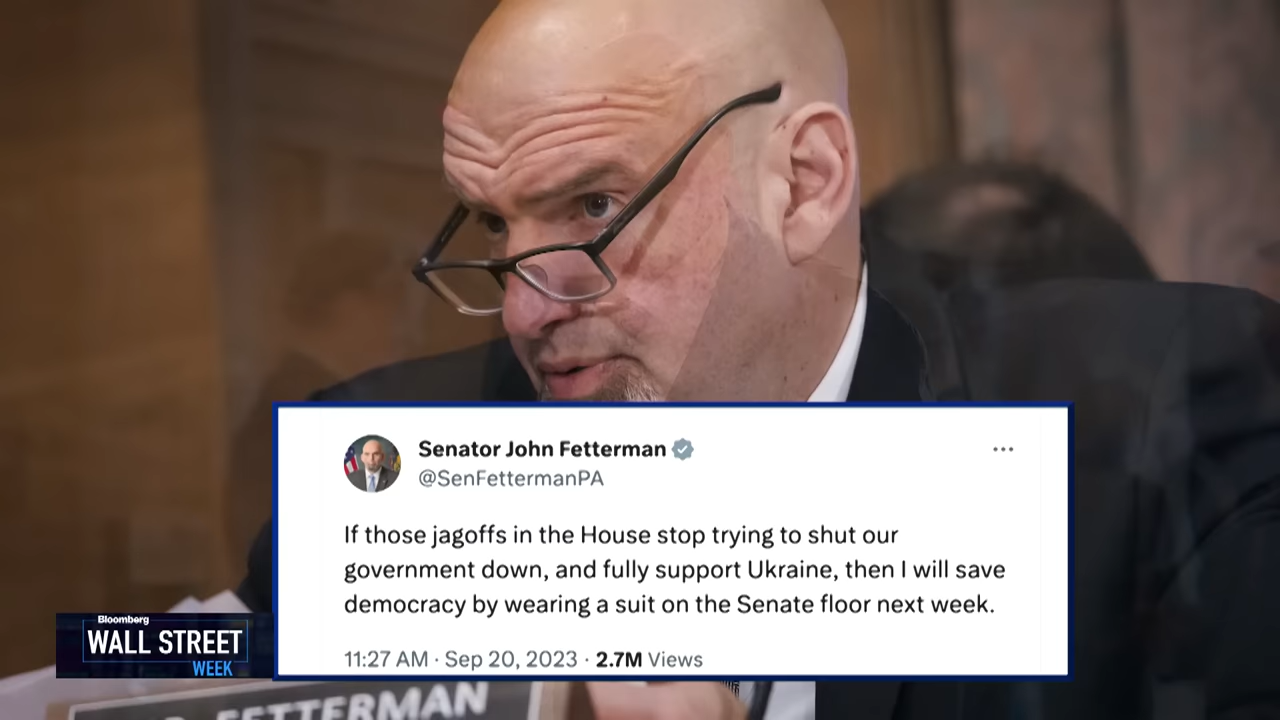 Senator John Fetterman
@SenFettermanPA
If those jagoffs in the House stop trying to shut our
government down, and fully support Ukraine, then I will save
democracy by wearing a suit on the Senate floor next week.
11:27 AM · Sep 20, 2023 · 2.7M Views
Bloomberg
WALL STREET
WEEK
FETTERMAN